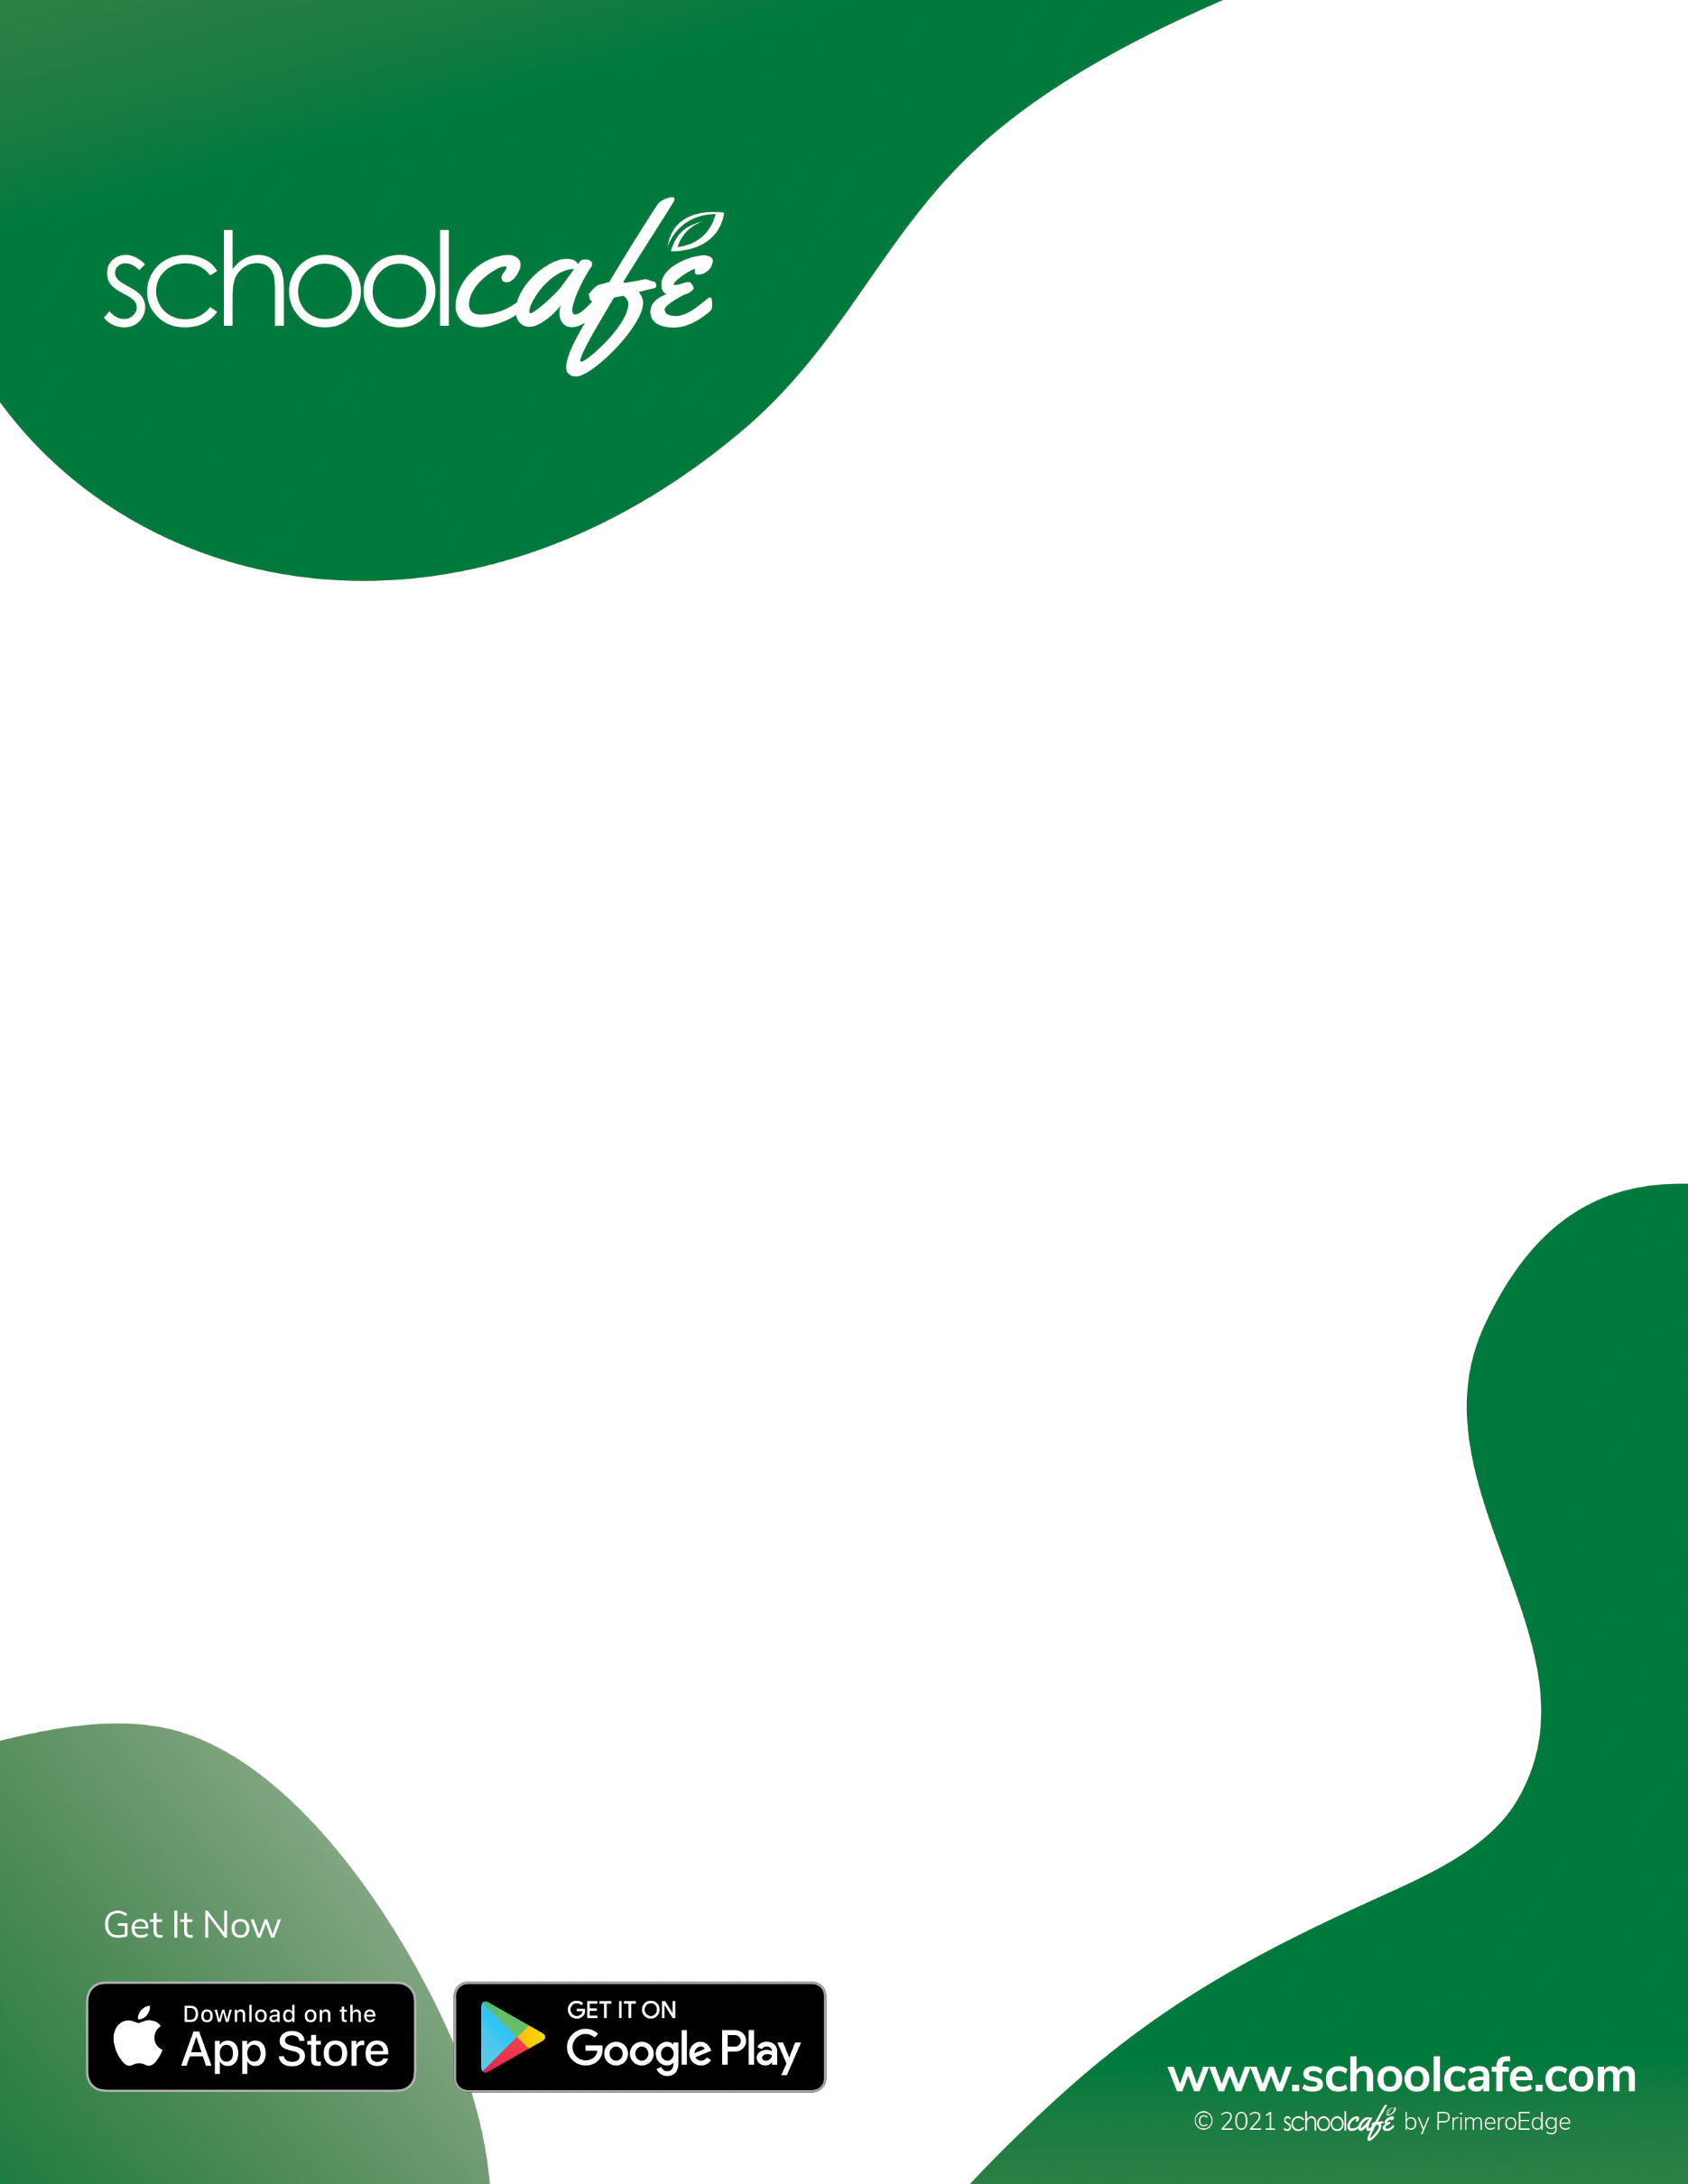 schoolcafé
Get It Now
Download on the
App Store
GET IT ON
Google Play
www.schoolcafe.com
© 2021 schoolcafé by PrimeroEdge